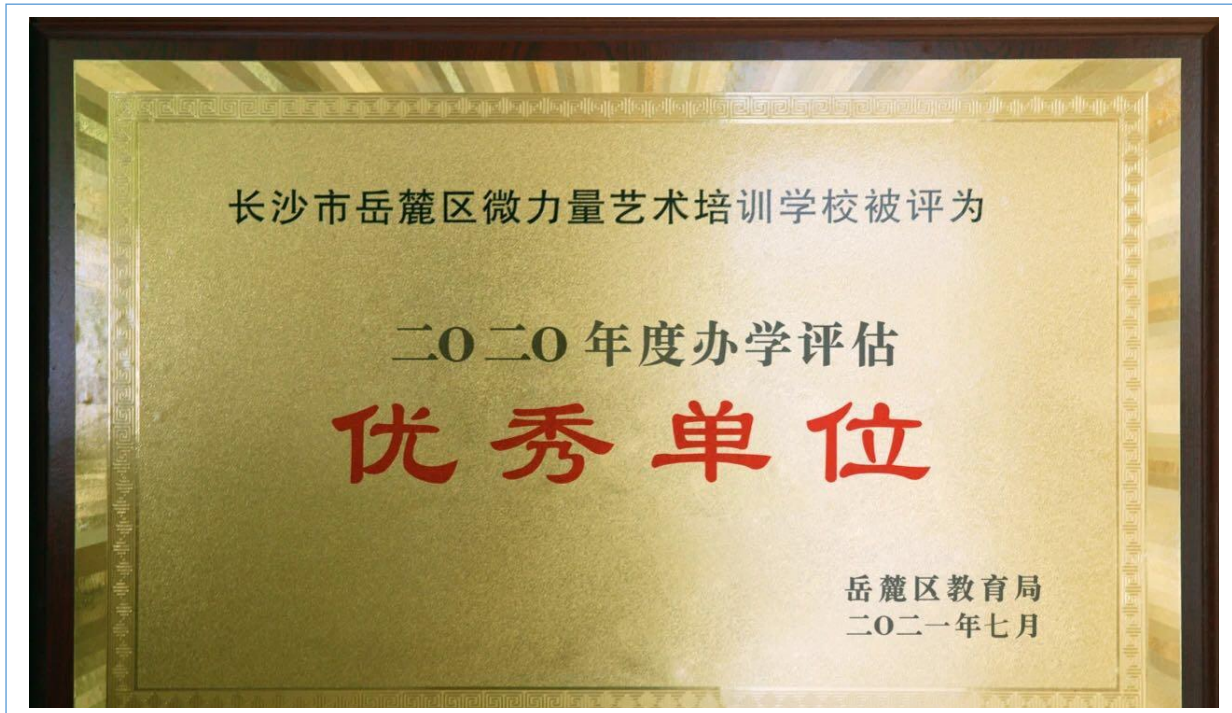 长沙市岳麓区微力量艺术培训学校被评为
二O二O年度办学评估
优秀单位
岳麓区教育局
二O二一年七月